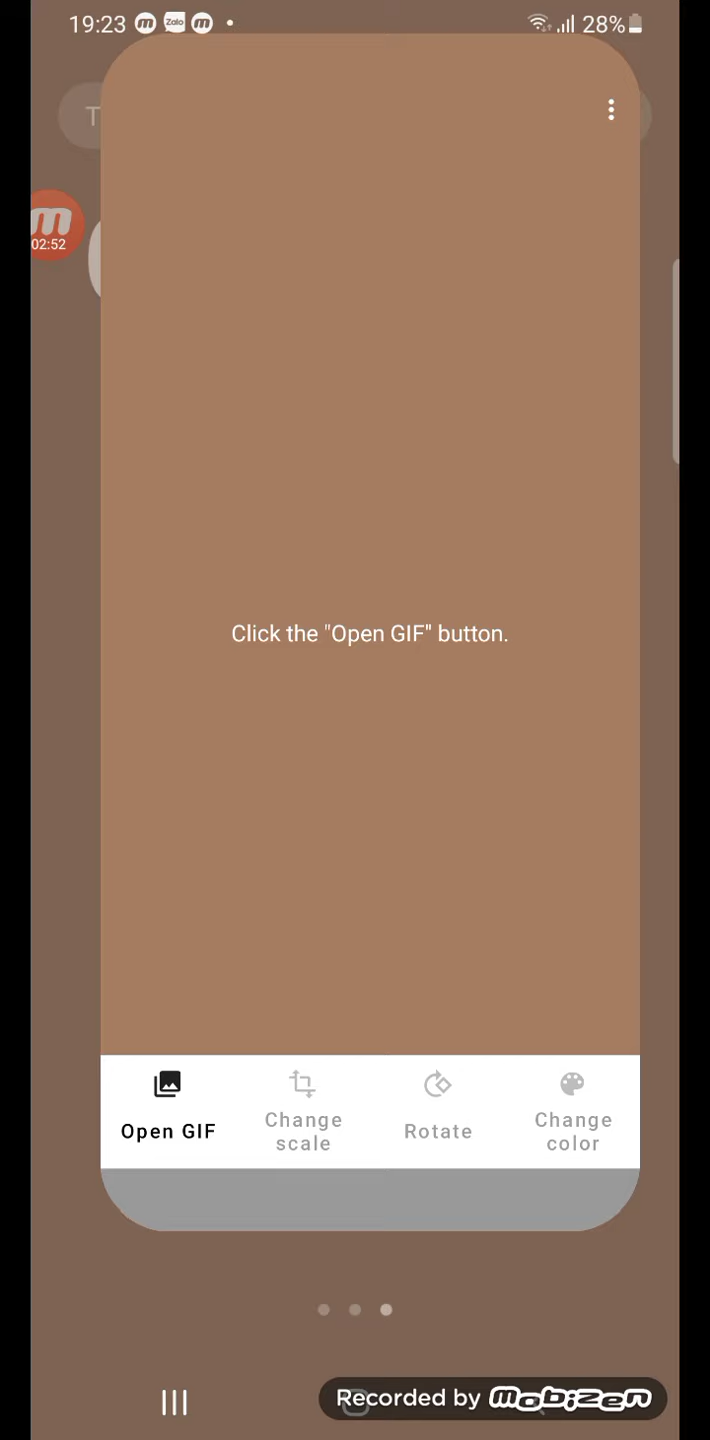 19:23 m Zalo m 28%
T
m
02:52
Click the "Open GIF" button.
Open GIF
Change
scale
Rotate
Change
color
Recorded by mobizen